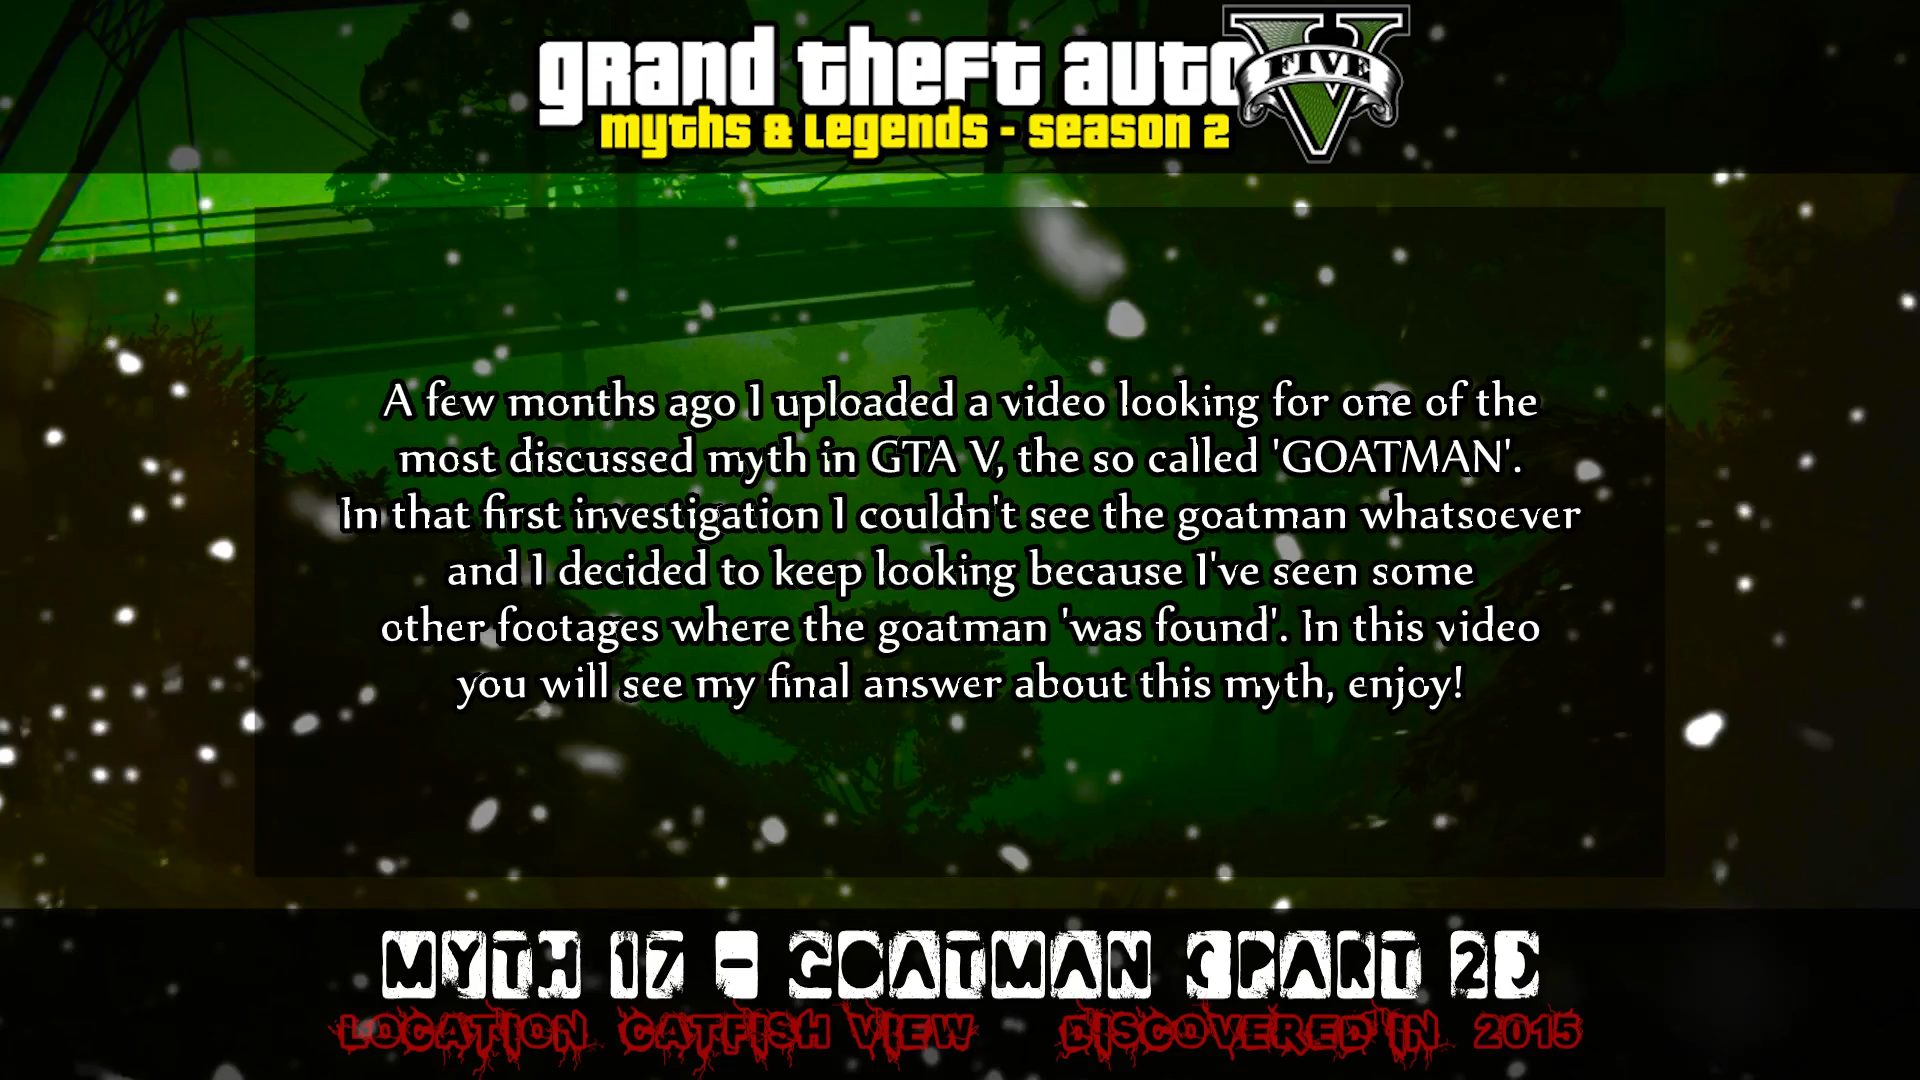 grand theft auto V
FIVE
myths & legends - season 2
A few months ago I uploaded a video looking for one of the
most discussed myth in GTA V, the so called 'GOATMAN'.
In that first investigation I couldn't see the goatman whatsoever
and I decided to keep looking because I've seen some
other footages where the goatman 'was found'. In this video
you will see my final answer about this myth, enjoy!
MYTH 17 - GOATMAN (PART 2)
LOCATION CATFISH VIEW DISCOVERED IN 2015